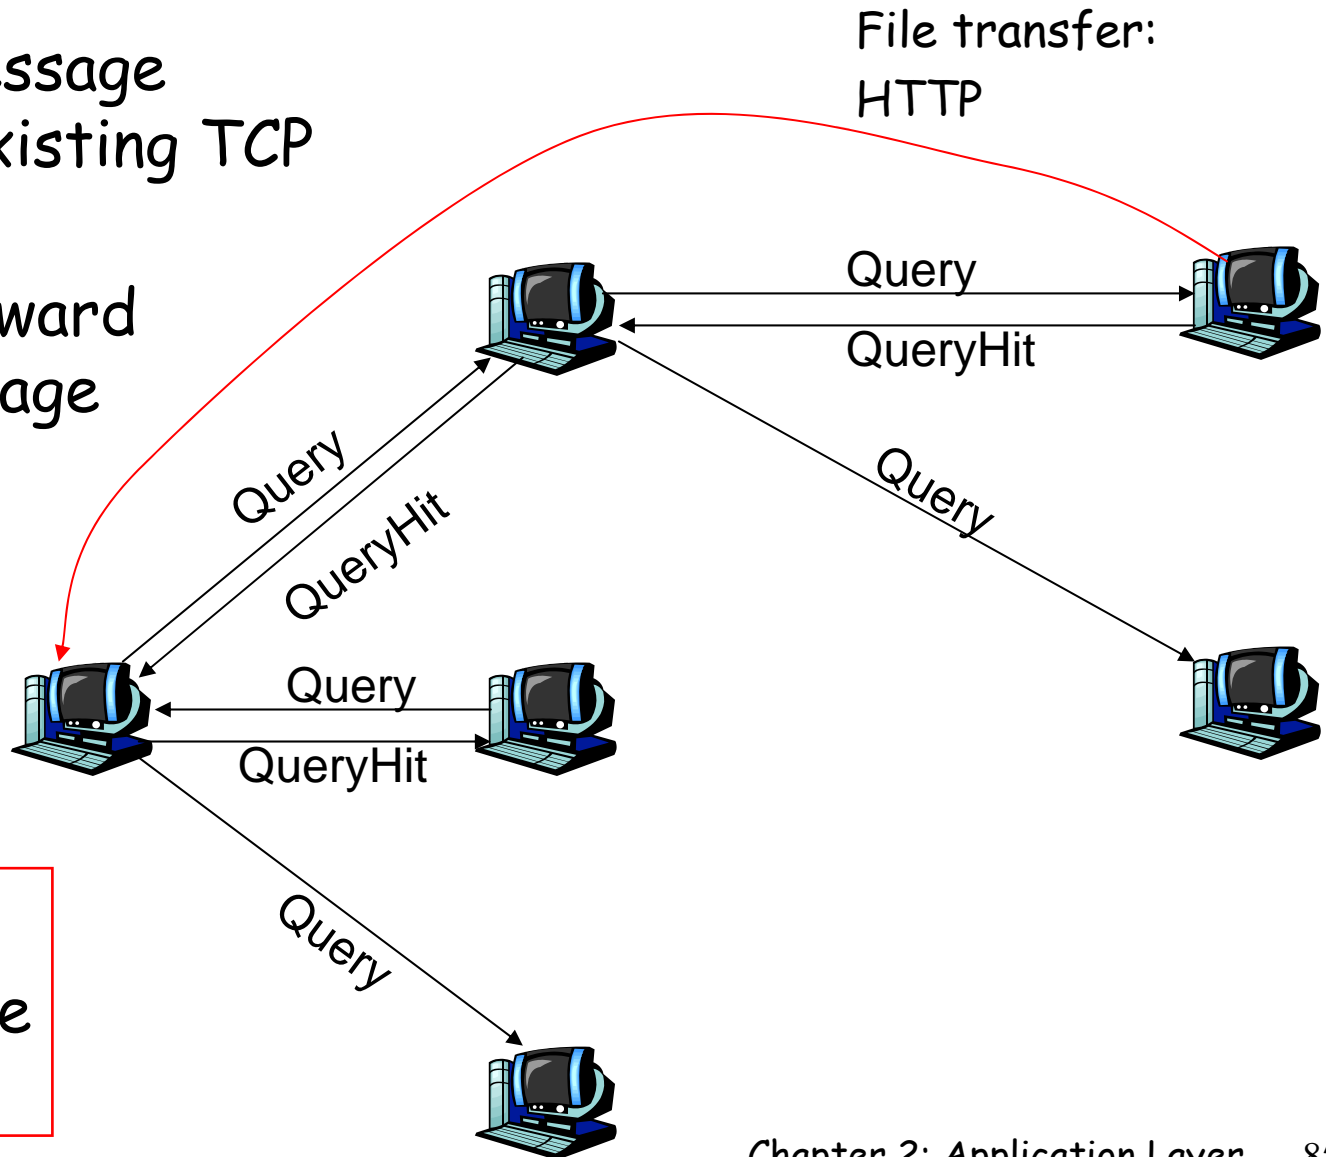 File transfer:
HTTP
ssage
xisting TCP
ward
age
Query
QueryHit
Query
QueryHit
Query
Query
QueryHit
Query
e
Chapter 2: Application Layer